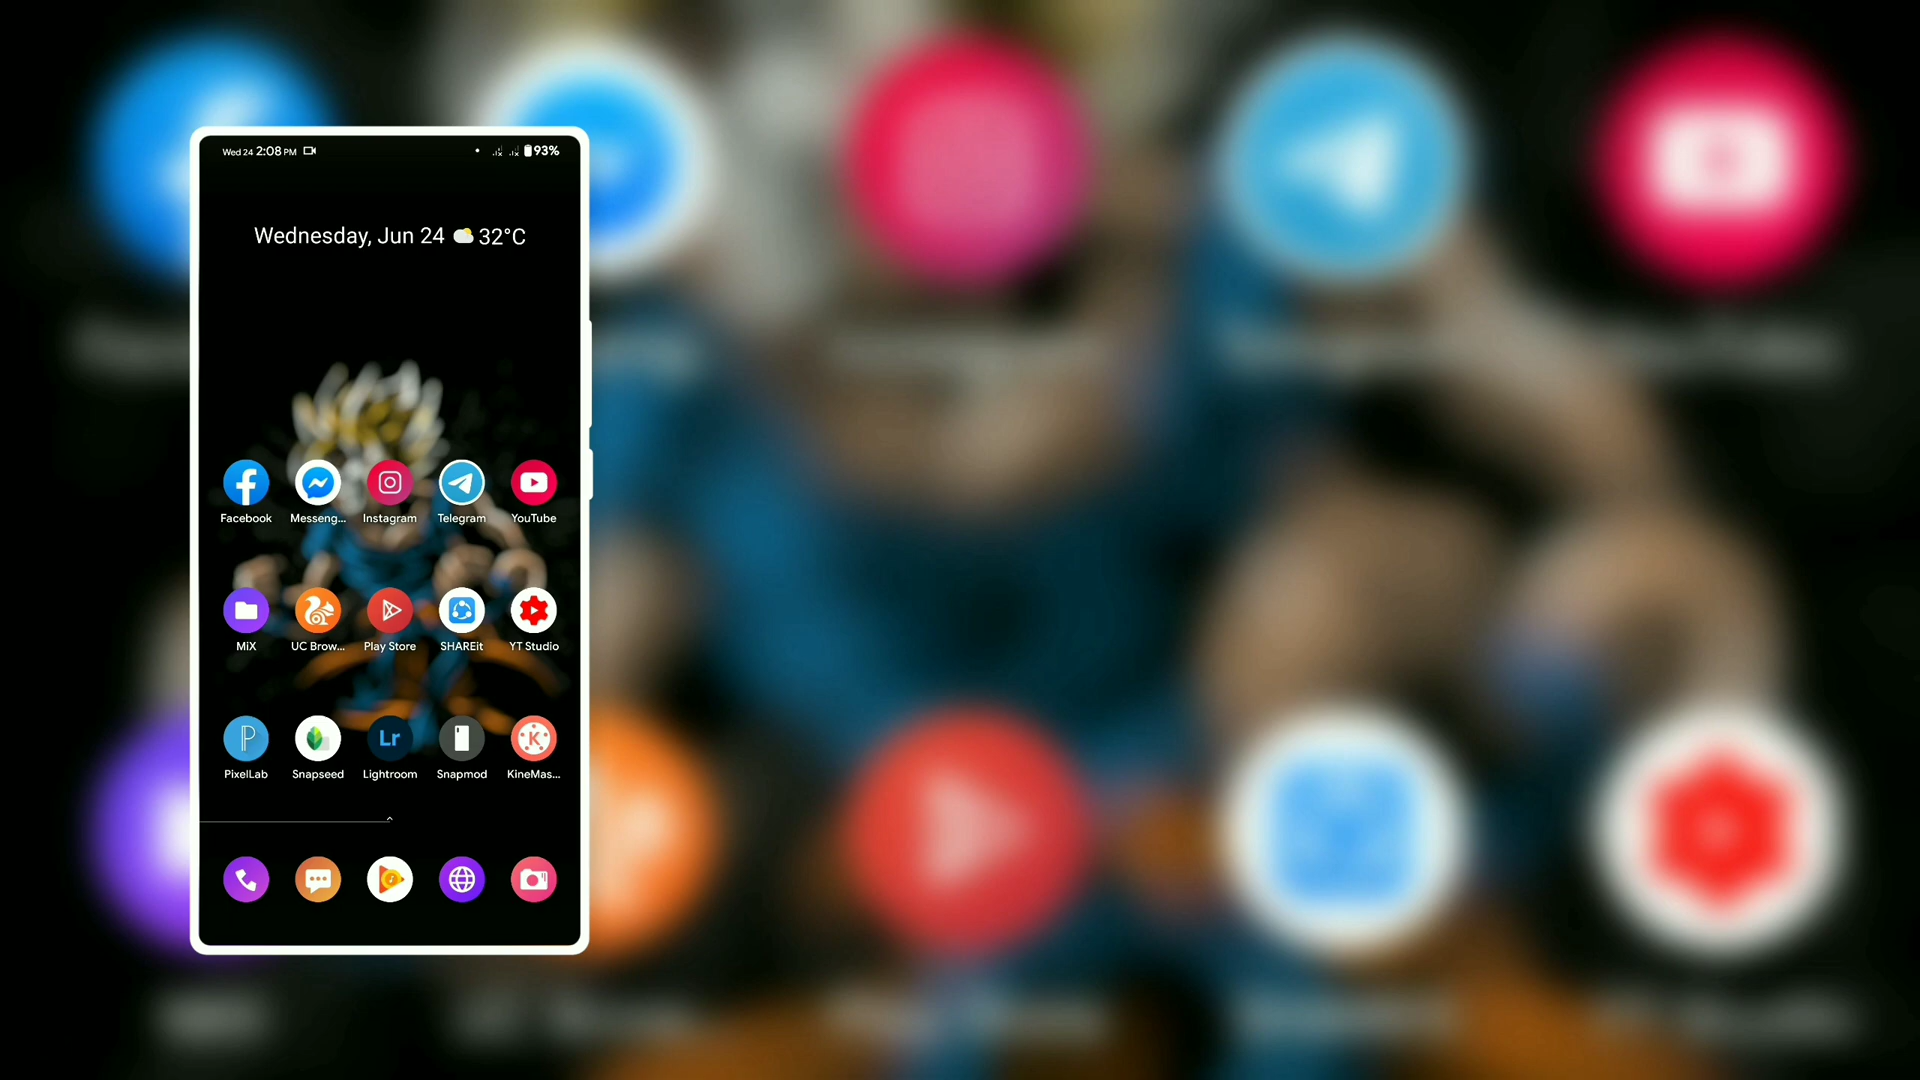 Wed 24 2:08 PM 93%
Wednesday, Jun 24 32°C
Facebook Messeng... Instagram Telegram YouTube
MiX UC Brow... Play Store SHAREit YT Studio
Lr
PixelLab Snapseed Lightroom Snapmod KineMas...